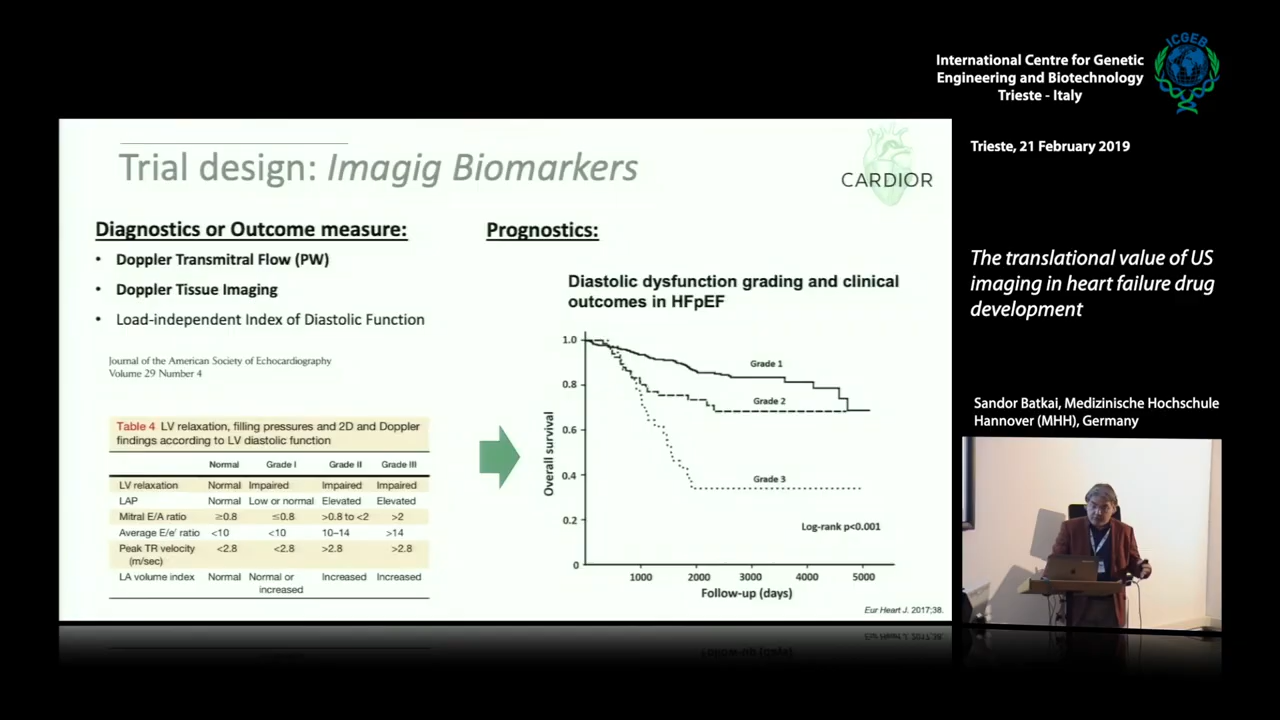 ICGEB
International Centre for Genetic
Engineering and Biotechnology
Trieste - Italy
Trieste, 21 February 2019
The translational value of US
imaging in heart failure drug
development
Sandor Batkai, Medizinische Hochschule
Hannover (MHH), Germany
Trial design: Imagig Biomarkers
CARDIOR
Diagnostics or Outcome measure:
• Doppler Transmitral Flow (PW)
• Doppler Tissue Imaging
• Load-independent Index of Diastolic Function
Journal of the American Society of Echocardiography
Volume 29 Number 4
Table 4 LV relaxation, filling pressures and 2D and Doppler
findings according to LV diastolic function
Normal Grade I Grade II Grade III
LV relaxation Normal Impaired Impaired Impaired
LAP Normal Low or normal Elevated Elevated
Mitral E/A ratio ≥0.8 ≤0.8 >0.8 to <2 >2
Average E/e' ratio <10 <10 10–14 >14
Peak TR velocity <2.8 <2.8 >2.8 >2.8
(m/sec)
LA volume index Normal Normal or Increased Increased
increased
Prognostics:
Diastolic dysfunction grading and clinical
outcomes in HFpEF
Overall survival
1.0
0.8
0.6
0.4
0.2
0
Grade 1
Grade 2
Grade 3
Log-rank p<0.001
1000 2000 3000 4000 5000
Follow-up (days)
Eur Heart J. 2017;38.